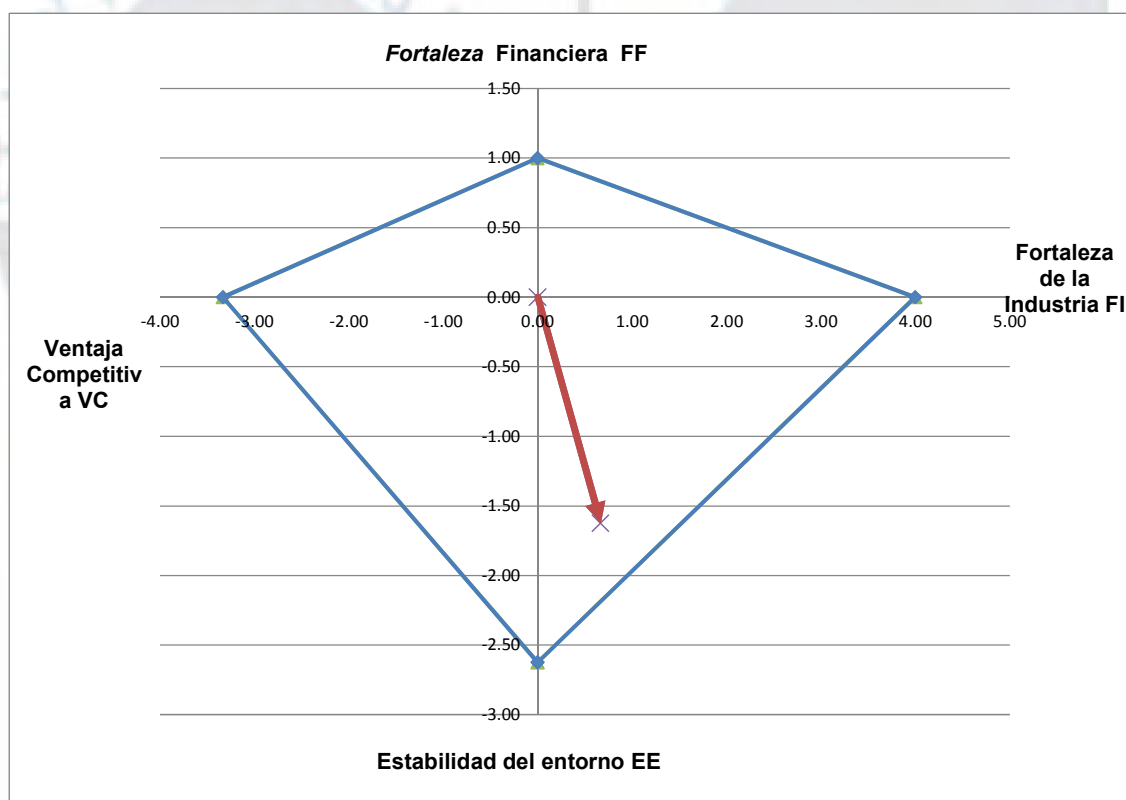 Fortaleza Financiera FF
1.50
1.00
0.50
0.00
-4.00 -3.00 -2.00 -1.00 0.00 1.00 2.00 3.00 4.00 5.00
-0.50
-1.00
-1.50
-2.00
-2.50
-3.00
Fortaleza
de la
Industria FI
Ventaja
Competitiv
a VC
Estabilidad del entorno EE